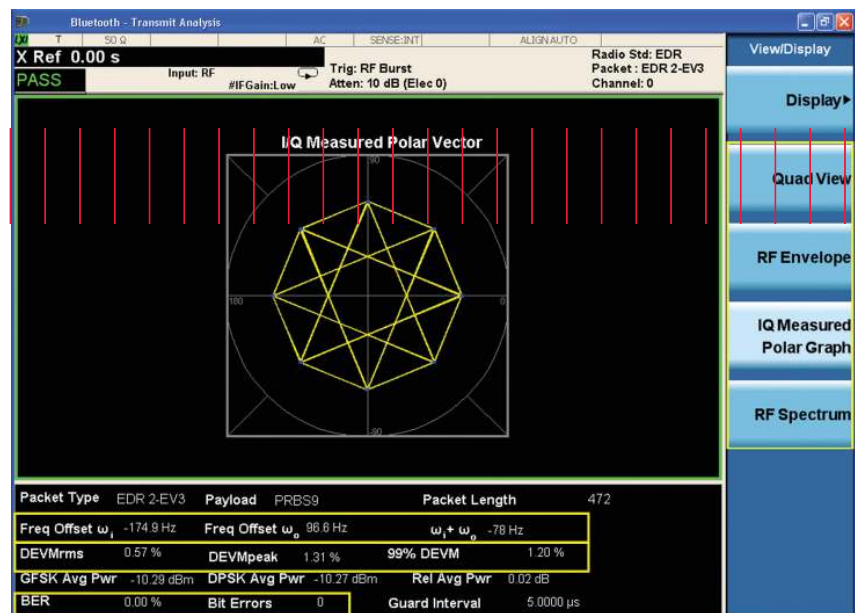 Bluetooth - Transmit Analysis
LXI T 50 Ω AC SENSE:INT ALIGN AUTO
X Ref 0.00 s
PASS
Input: RF
#IFGain:Low
Trig: RF Burst
Atten: 10 dB (Elec 0)
Radio Std: EDR
Packet : EDR 2-EV3
Channel: 0
I/Q Measured Polar Vector
90
180
0
-90
View/Display
Display
Quad View
RF Envelope
IQ Measured
Polar Graph
RF Spectrum
Packet Type EDR 2-EV3 Payload PRBS9 Packet Length 472
Freq Offset ωi -174.9 Hz Freq Offset ωo 96.6 Hz ωi+ ωo -78 Hz
DEVMrms 0.57 % DEVMpeak 1.31 % 99% DEVM 1.20 %
GFSK Avg Pwr -10.29 dBm DPSK Avg Pwr -10.27 dBm Rel Avg Pwr 0.02 dB
BER 0.00 % Bit Errors 0 Guard Interval 5.0000 µs